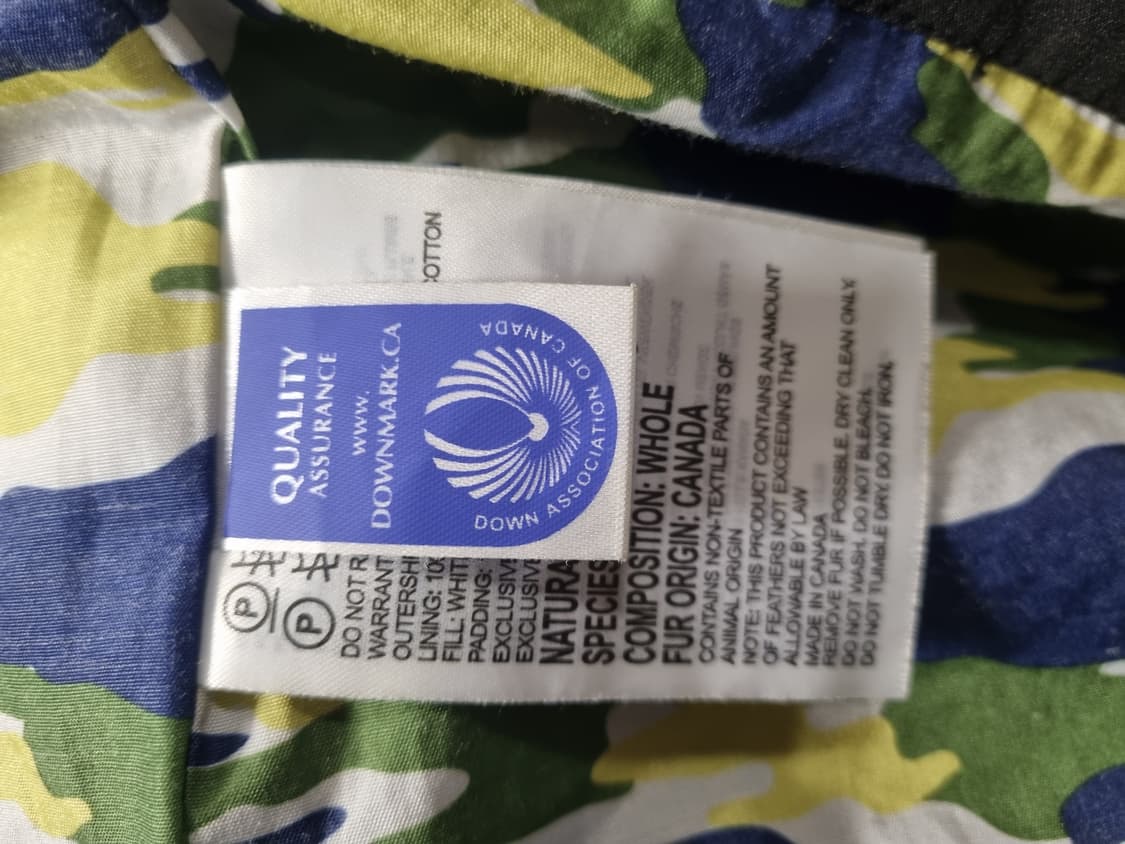 QUALITY
ASSURANCE
www.
DOWNMARK.CA
DOWN ASSOCIATION OF CANADA
P
P
DO NOT R
WARRANT
OUTERSH
LINING: 10 COTTON
FILL: WHIT
PADDING:
EXCLUSIV
EXCLUSIV
NATURA
SPECIES
COMPOSITION: WHOLE
FUR ORIGIN: CANADA
CONTAINS NON-TEXTILE PARTS OF
ANIMAL ORIGIN
NOTE: THIS PRODUCT CONTAINS AN AMOUNT
OF FEATHERS NOT EXCEEDING THAT
ALLOWABLE BY LAW
MADE IN CANADA
REMOVE FUR IF POSSIBLE. DRY CLEAN ONLY.
DO NOT WASH. DO NOT BLEACH.
DO NOT TUMBLE DRY. DO NOT IRON.